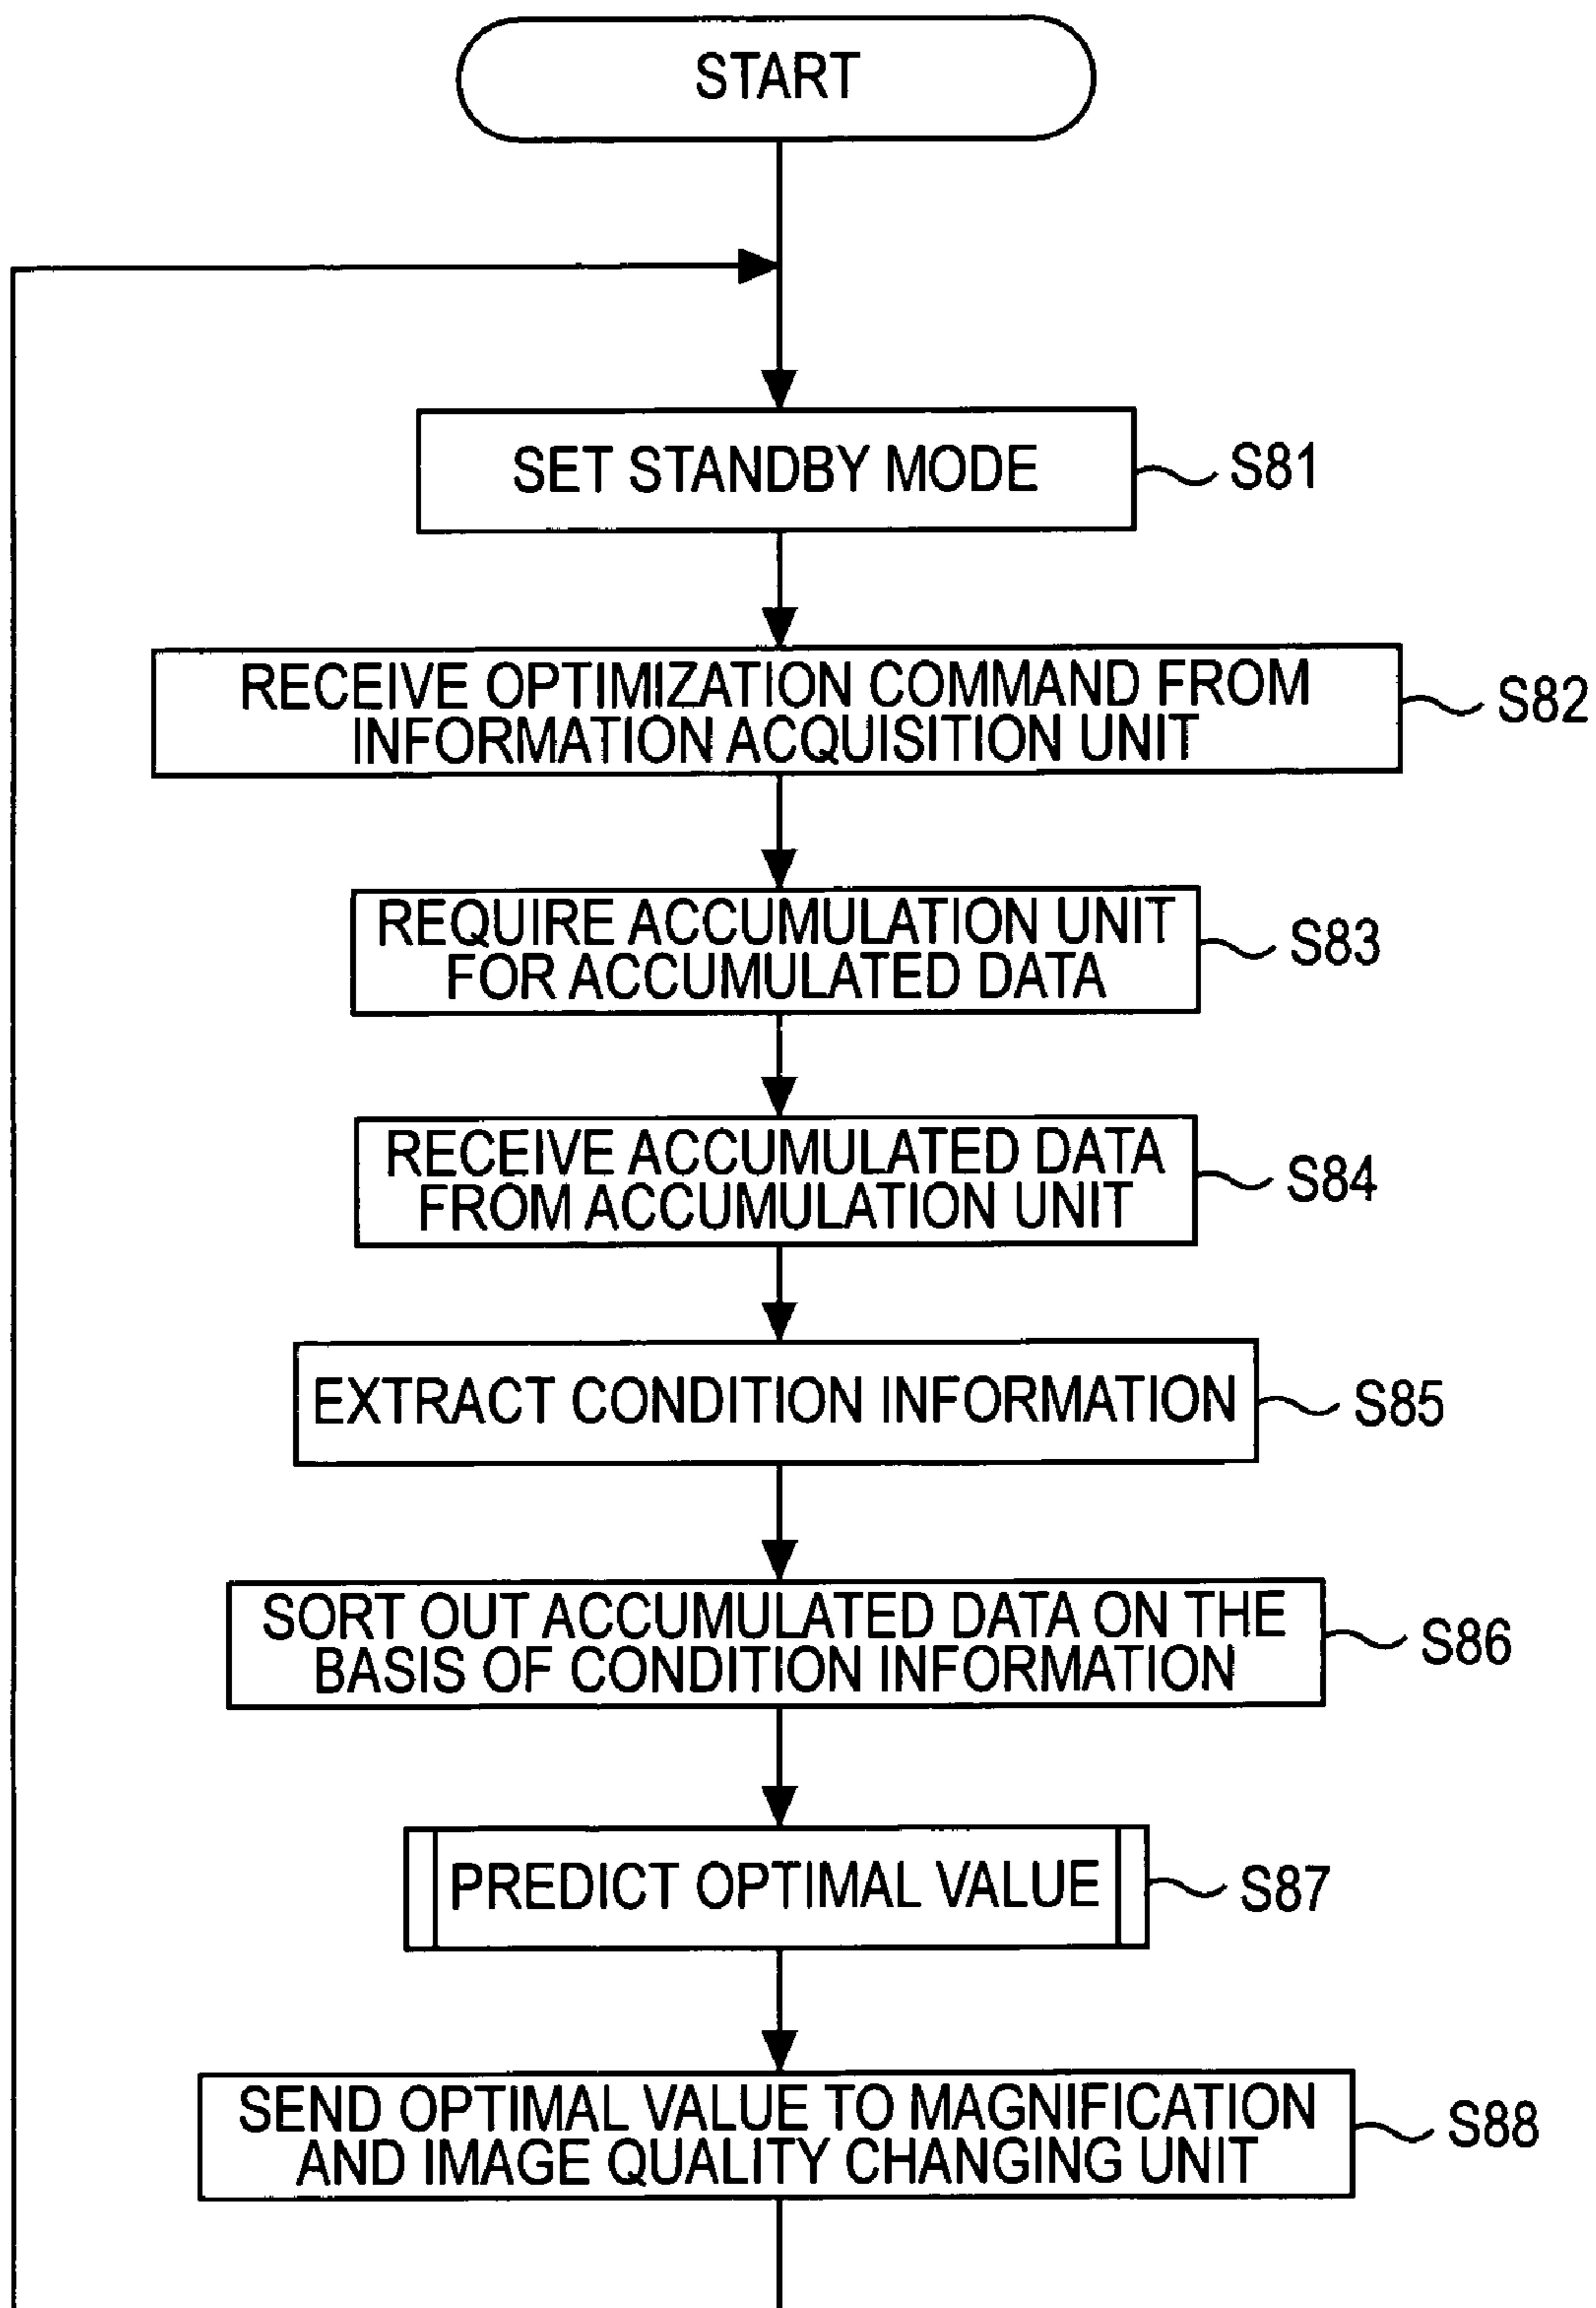 START
SET STANDBY MODE
S81
RECEIVE OPTIMIZATION COMMAND FROM
INFORMATION ACQUISITION UNIT
S82
REQUIRE ACCUMULATION UNIT
FOR ACCUMULATED DATA
S83
RECEIVE ACCUMULATED DATA
FROM ACCUMULATION UNIT
S84
EXTRACT CONDITION INFORMATION
S85
SORT OUT ACCUMULATED DATA ON THE
BASIS OF CONDITION INFORMATION
S86
PREDICT OPTIMAL VALUE
S87
SEND OPTIMAL VALUE TO MAGNIFICATION
AND IMAGE QUALITY CHANGING UNIT
S88